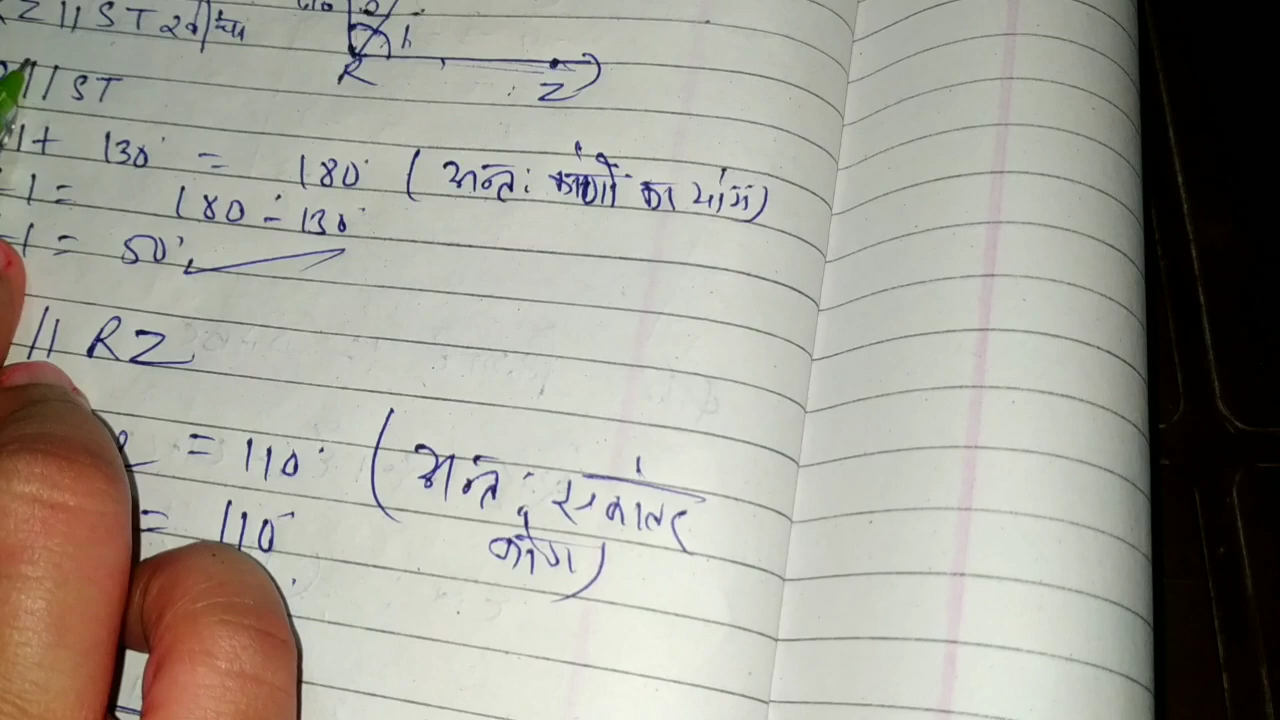 Z || ST
R
Z
|| ST
1 + 130° = 180° (अन्तः कोणों का योग)
1 = 180 - 130°
1 = 50°
|| RZ
= 110° (अन्तः एकांतर
= 110°
कोण)